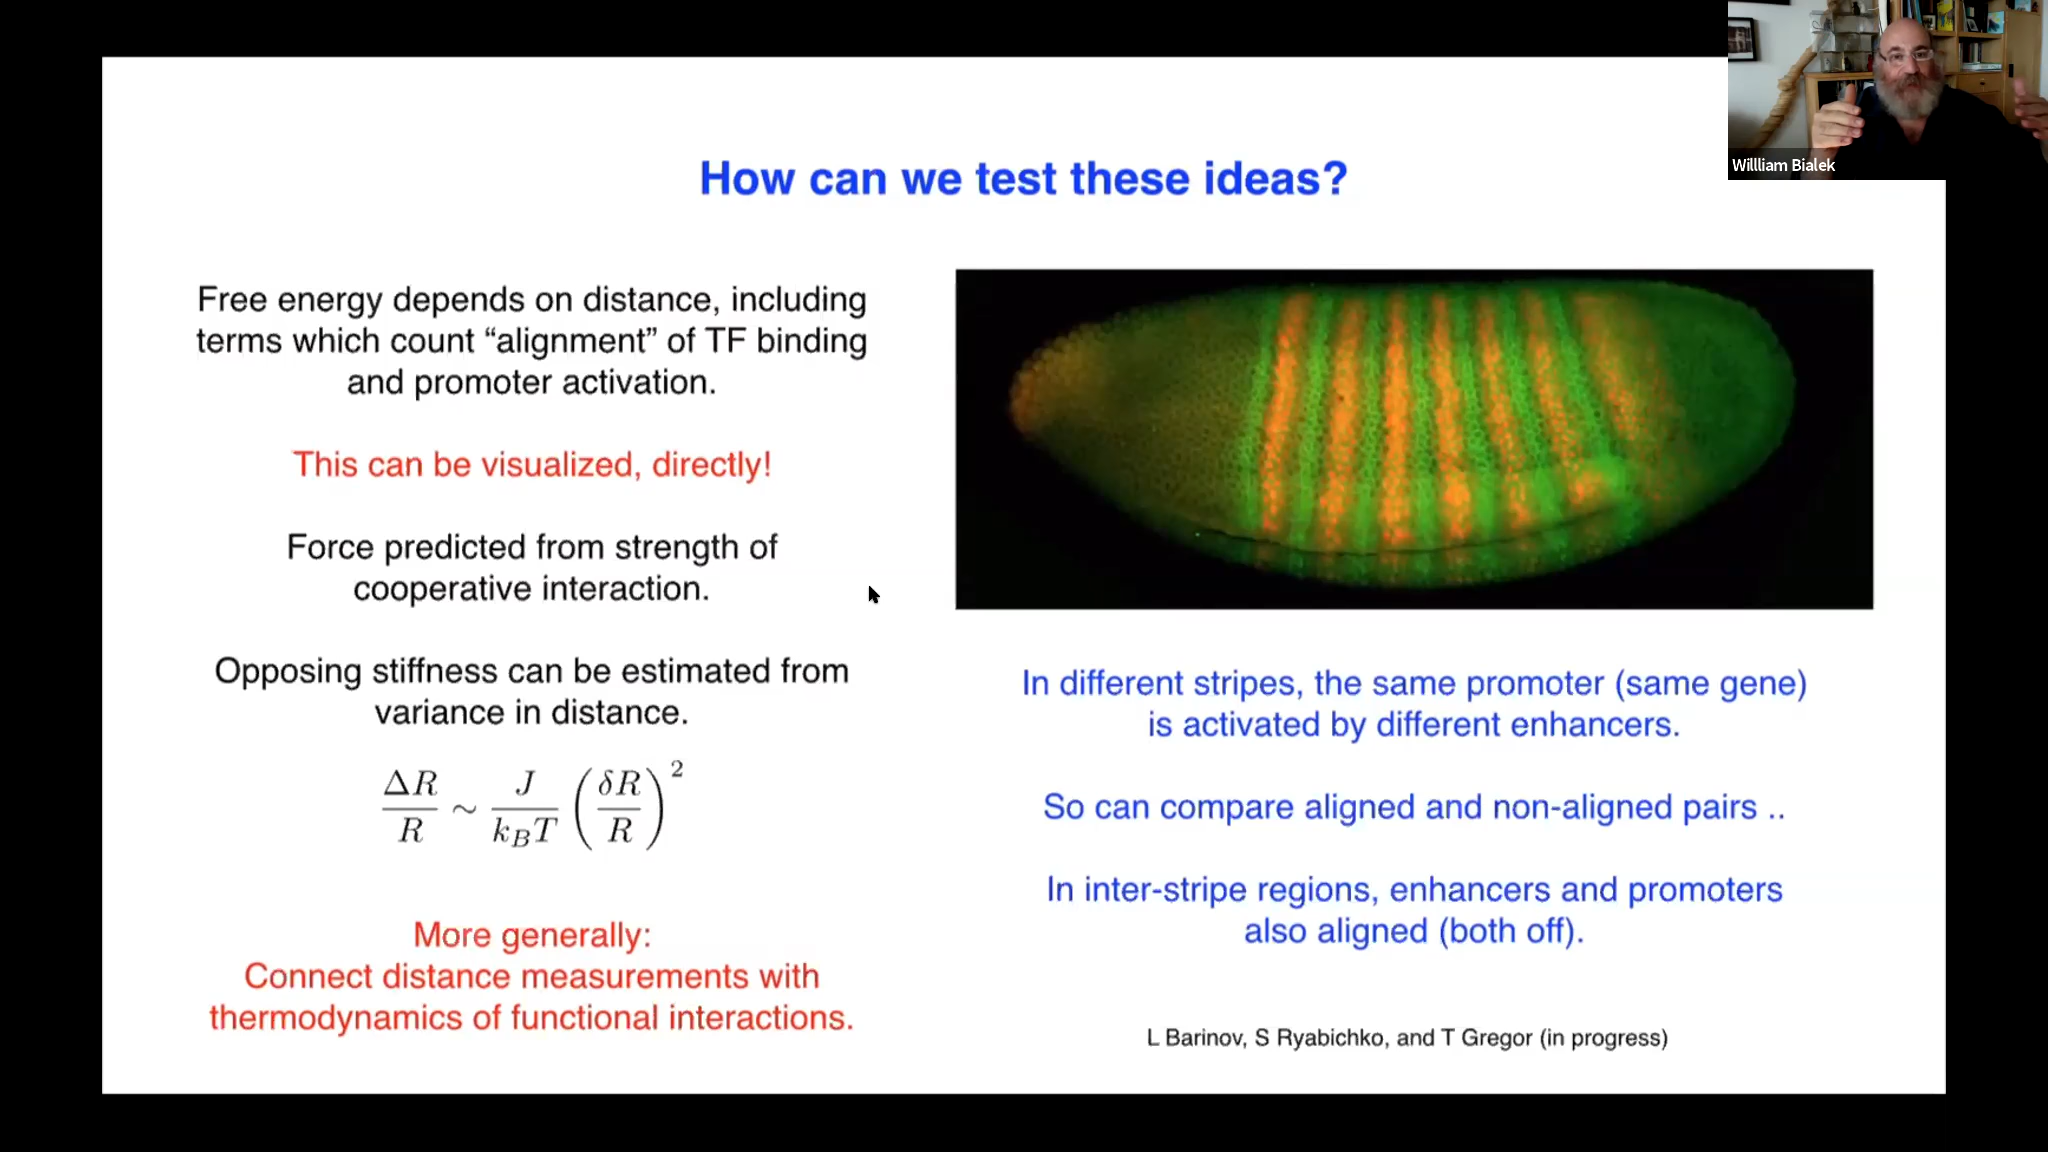 Willliam Bialek
How can we test these ideas?
Free energy depends on distance, including
terms which count “alignment” of TF binding
and promoter activation.
This can be visualized, directly!
Force predicted from strength of
cooperative interaction.
Opposing stiffness can be estimated from
variance in distance.
ΔR/R ~ J/k_BT (δR/R)²
More generally:
Connect distance measurements with
thermodynamics of functional interactions.
In different stripes, the same promoter (same gene)
is activated by different enhancers.
So can compare aligned and non-aligned pairs ..
In inter-stripe regions, enhancers and promoters
also aligned (both off).
L Barinov, S Ryabichko, and T Gregor (in progress)